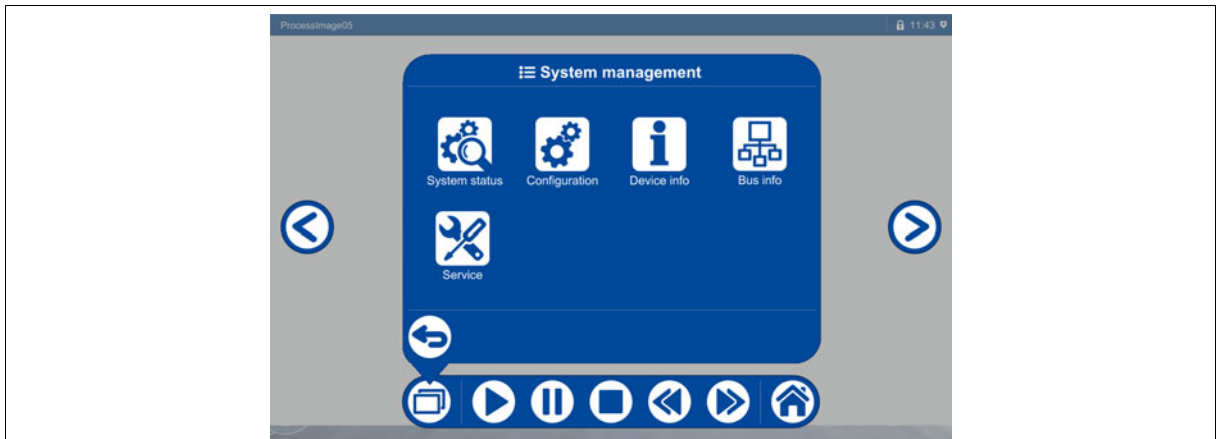 ProcessImage05
11:43
System management
System status
Configuration
Device info
Bus info
Service